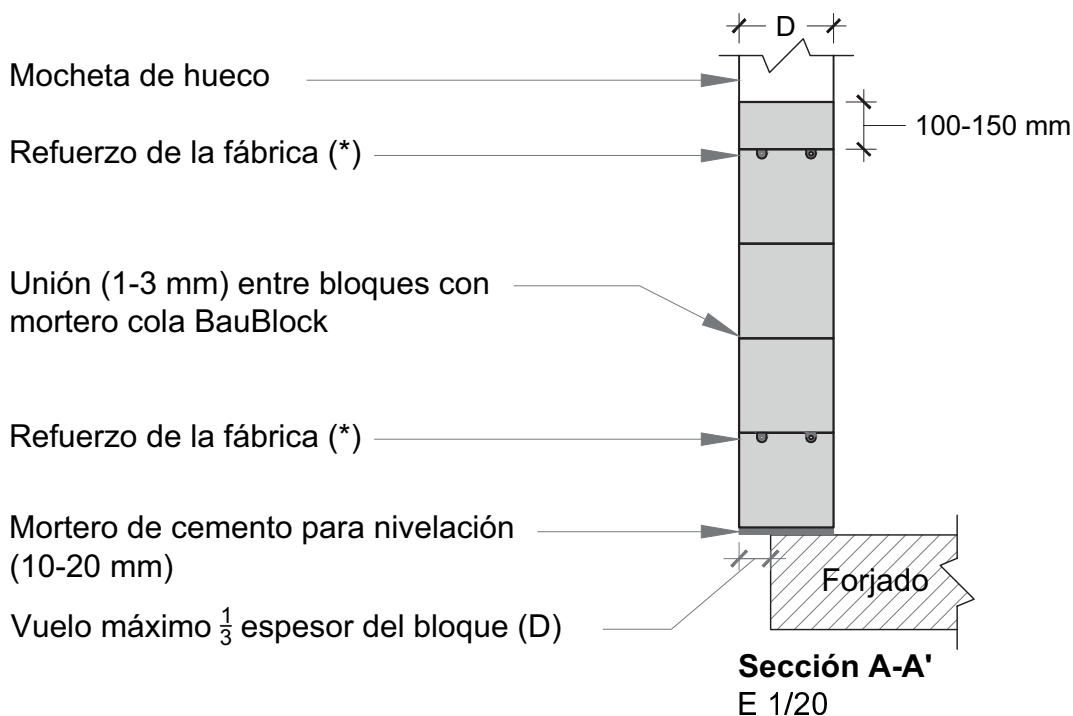 D
Mocheta de hueco
100-150 mm
Refuerzo de la fábrica (*)
Unión (1-3 mm) entre bloques con
mortero cola BauBlock
Refuerzo de la fábrica (*)
Mortero de cemento para nivelación
(10-20 mm)
Forjado
Vuelo máximo 1/3 espesor del bloque (D)
Sección A-A'
E 1/20